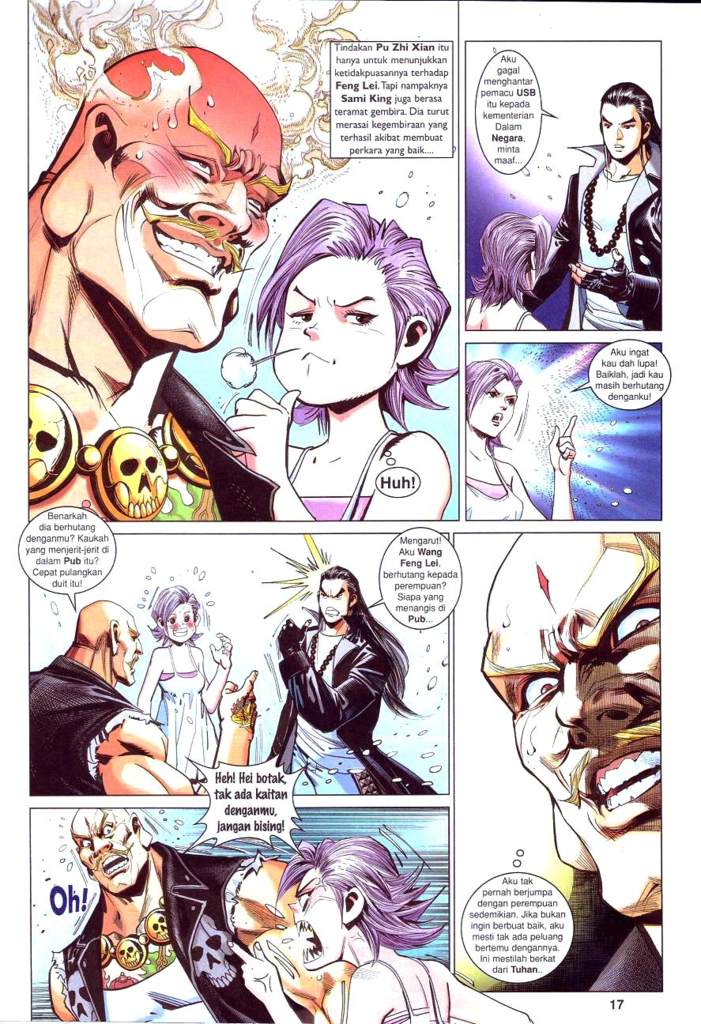 Tindakan Pu Zhi Xian itu
hanya untuk menunjukkan
ketidakpuasannya terhadap
Feng Lei. Tapi nampaknya
Sami King juga berasa
teramat gembira. Dia turut
merasai kegembiraan yang
terhasil akibat membuat
perkara yang baik....
Aku
gagal
menghantar
pemacu USB
itu kepada
kementerian
Dalam
Negara,
minta
maaf...
Huh!
Aku ingat
kau dah lupa!
Baiklah, jadi kau
masih berhutang
denganku!
Benarkah
dia berhutang
denganmu? Kaukah
yang menjerit-jerit di
dalam Pub itu?
Cepat pulangkan
duit itu!
Mengarut!
Aku Wang
Feng Lei,
berhutang kepada
perempuan?
Siapa yang
menangis di
Pub...
Heh! Hei botak,
tak ada kaitan
denganmu,
jangan bising!
Oh!
Aku tak
pernah berjumpa
dengan perempuan
sedemikian. Jika bukan
ingin berbuat baik, aku
mesti tak ada peluang
bertemu dengannya.
Ini mestilah berkat
dari Tuhan..
17